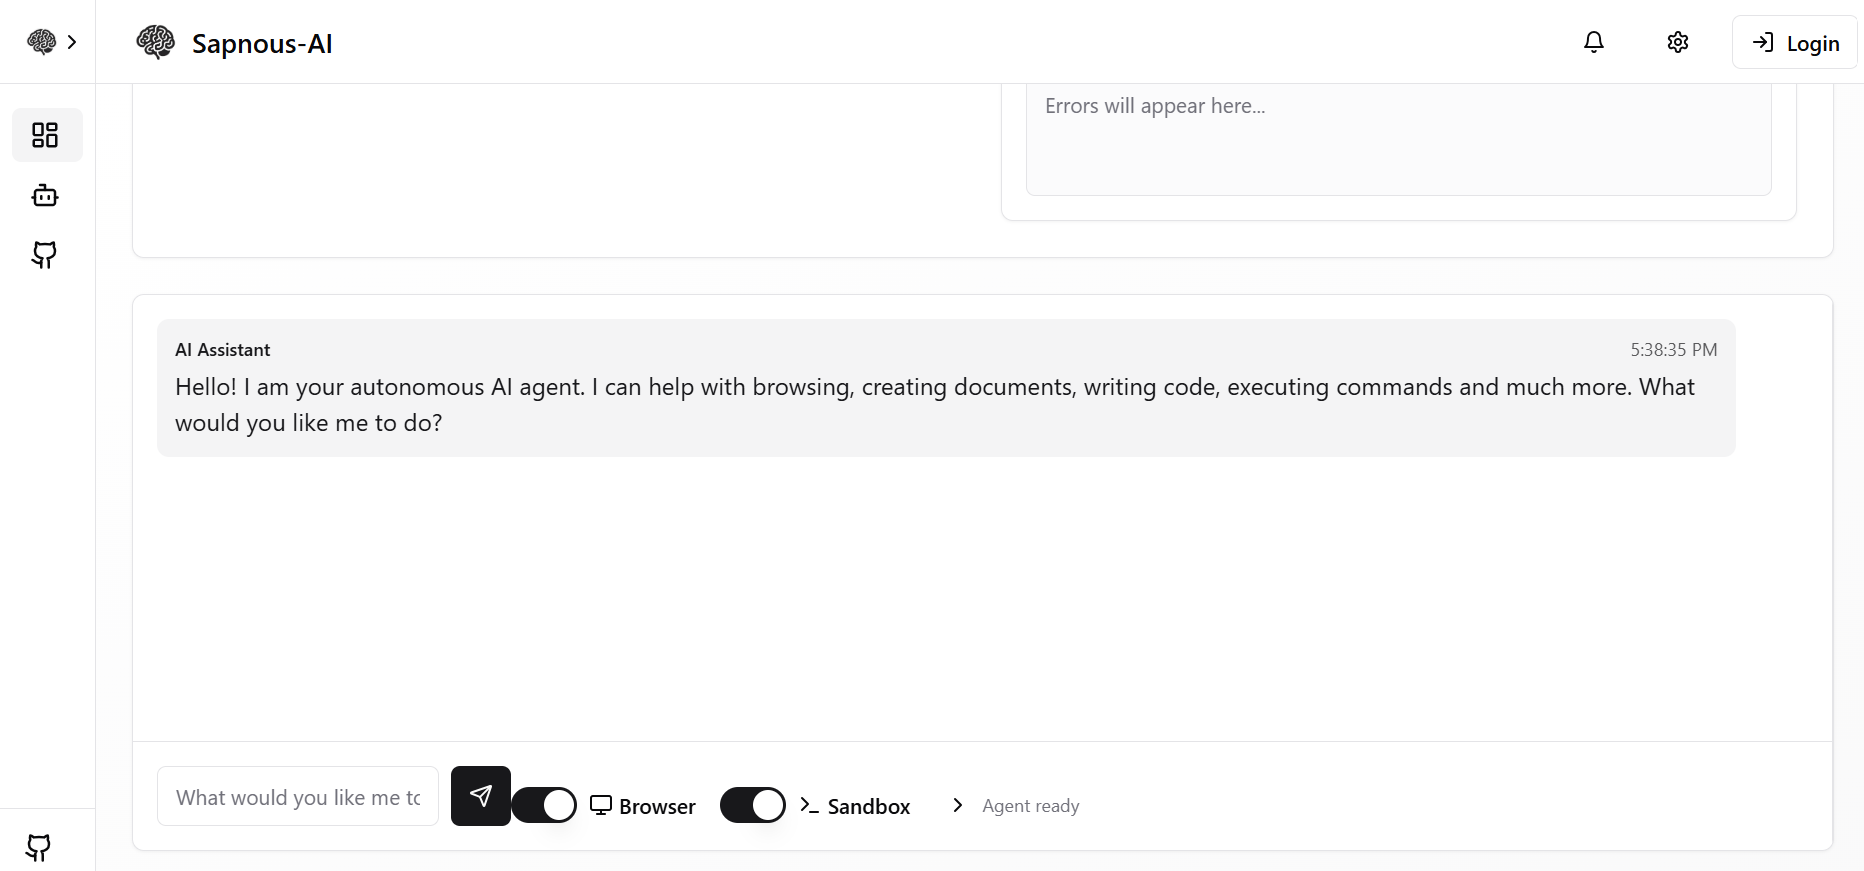 Sapnous-AI
Login
Errors will appear here...
AI Assistant
5:38:35 PM
Hello! I am your autonomous AI agent. I can help with browsing, creating documents, writing code, executing commands and much more. What
would you like me to do?
What would you like me to
Browser
Sandbox
Agent ready